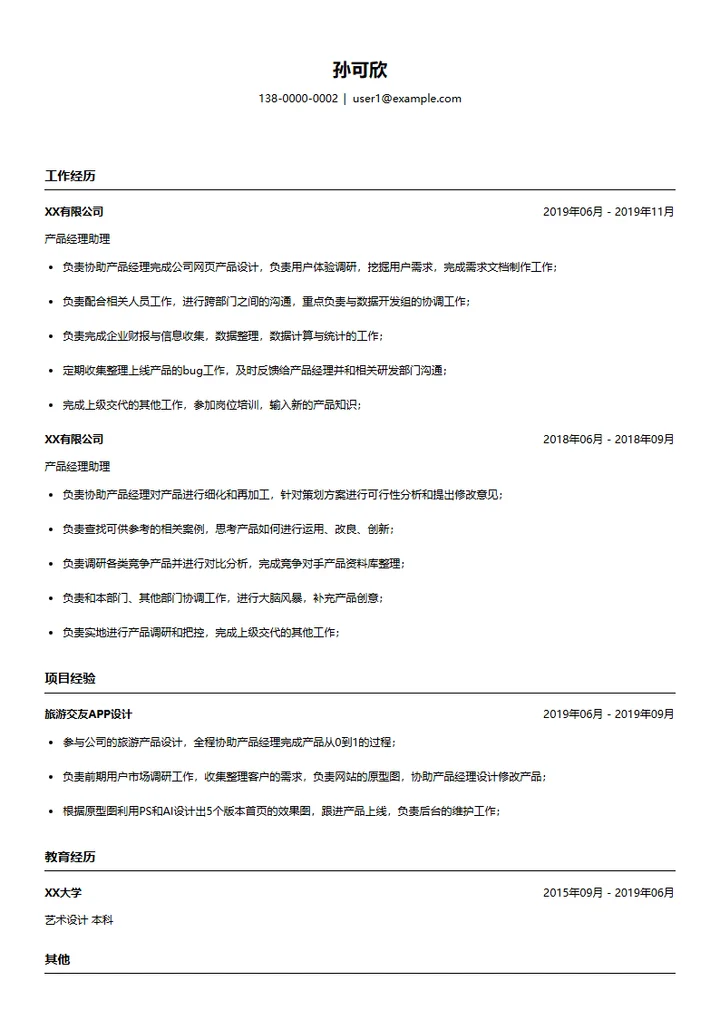 孙可欣
138-0000-0002 | user1@example.com
工作经历
XX有限公司 2019年06月 - 2019年11月
产品经理助理
• 负责协助产品经理完成公司网页产品设计，负责用户体验调研，挖掘用户需求，完成需求文档制作工作；
• 负责配合相关人员工作，进行跨部门之间的沟通，重点负责与数据开发组的协调工作；
• 负责完成企业财报与信息收集，数据整理，数据计算与统计的工作；
• 定期收集整理上线产品的bug工作，及时反馈给产品经理并和相关研发部门沟通；
• 完成上级交代的其他工作，参加岗位培训，输入新的产品知识；
XX有限公司 2018年06月 - 2018年09月
产品经理助理
• 负责协助产品经理对产品进行细化和再加工，针对策划方案进行可行性分析和提出修改意见；
• 负责查找可供参考的相关案例，思考产品如何进行运用、改良、创新；
• 负责调研各类竞争产品并进行对比分析，完成竞争对手产品资料库整理；
• 负责和本部门、其他部门协调工作，进行大脑风暴，补充产品创意；
• 负责实地进行产品调研和把控，完成上级交代的其他工作；
项目经验
旅游交友APP设计 2019年06月 - 2019年09月
• 参与公司的旅游产品设计，全程协助产品经理完成产品从0到1的过程；
• 负责前期用户市场调研工作，收集整理客户的需求，负责网站的原型图，协助产品经理设计修改产品；
• 根据原型图利用PS和AI设计出5个版本首页的效果图，跟进产品上线，负责后台的维护工作；
教育经历
XX大学 2015年09月 - 2019年06月
艺术设计 本科
其他